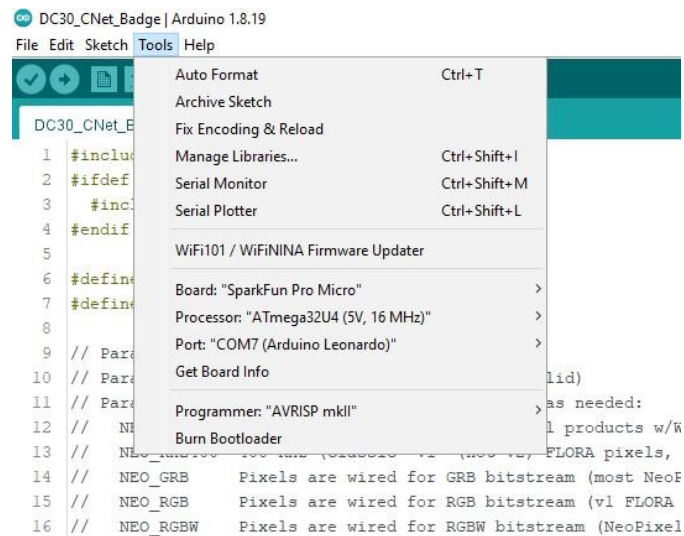 DC30_CNet_Badge | Arduino 1.8.19
File Edit Sketch Tools Help
DC30_CNet_B
Auto Format Ctrl+T
Archive Sketch
Fix Encoding & Reload
Manage Libraries... Ctrl+Shift+I
Serial Monitor Ctrl+Shift+M
Serial Plotter Ctrl+Shift+L
WiFi101 / WiFiNINA Firmware Updater
Board: "SparkFun Pro Micro"
Processor: "ATmega32U4 (5V, 16 MHz)"
Port: "COM7 (Arduino Leonardo)"
Get Board Info
Programmer: "AVRISP mkII"
Burn Bootloader
1 #inclu
2 #ifdef
3 #inc
4 #endif
5
6 #define
7 #define
8
9 // Para
10 // Para lid)
11 // Para as needed:
12 // NE l products w/W
13 // FLORA pixels,
14 // NEO_GRB Pixels are wired for GRB bitstream (most NeoP
15 // NEO_RGB Pixels are wired for RGB bitstream (v1 FLORA
16 // NEO_RGBW Pixels are wired for RGBW bitstream (NeoPixel